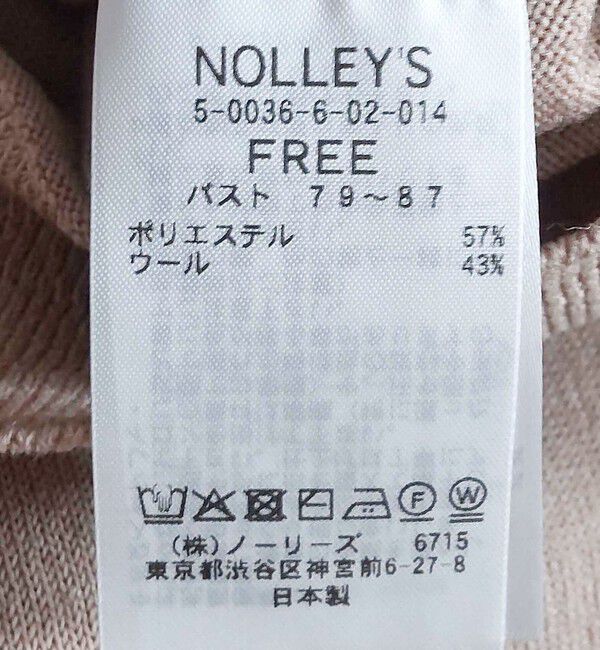 NOLLEY'S
5-0036-6-02-014
FREE
バスト 79～87
ポリエステル 57%
ウール 43%
F W
(株)ノーリーズ 6715
東京都渋谷区神宮前6-27-8
日本製